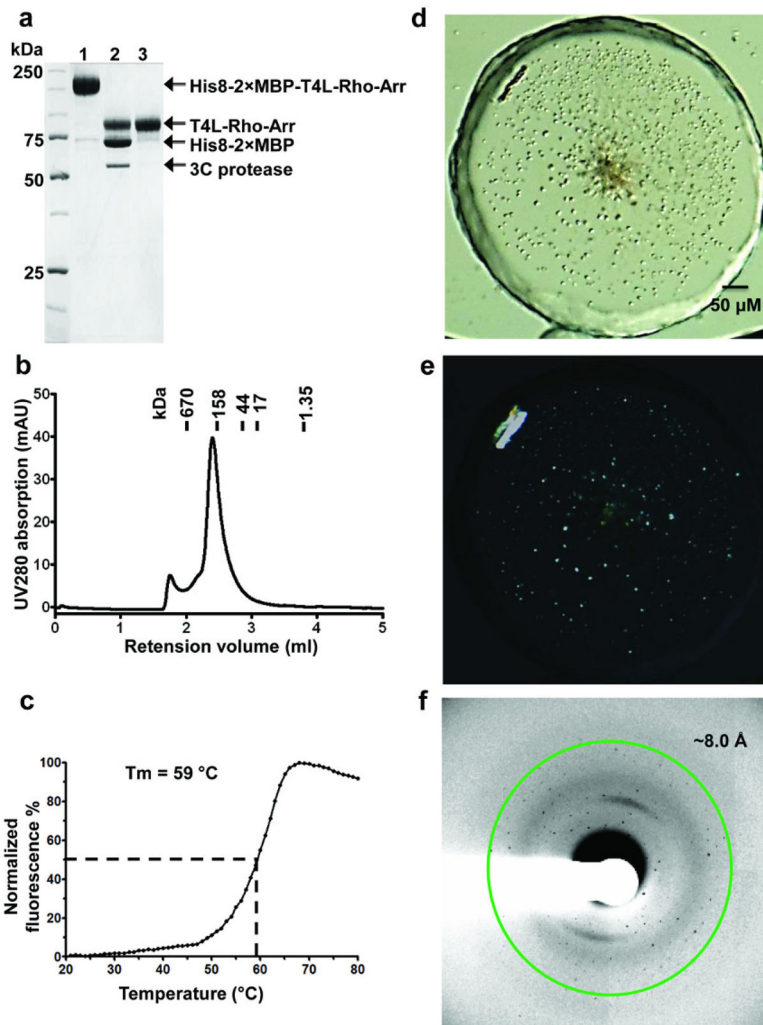 a
kDa 1 2 3
250
His8-2×MBP-T4L-Rho-Arr
T4L-Rho-Arr
75
His8-2×MBP
50
3C protease
25
b
50
40
30
20
10
0
UV280 absorption (mAU)
kDa
670
158
44
17
1.35
0 1 2 3 4 5
Retension volume (ml)
c
100
80
60
40
20
0
Normalized
fluorescence %
Tm = 59 °C
20 30 40 50 60 70 80
Temperature (°C)
d
50 µM
e
f
~8.0 Å